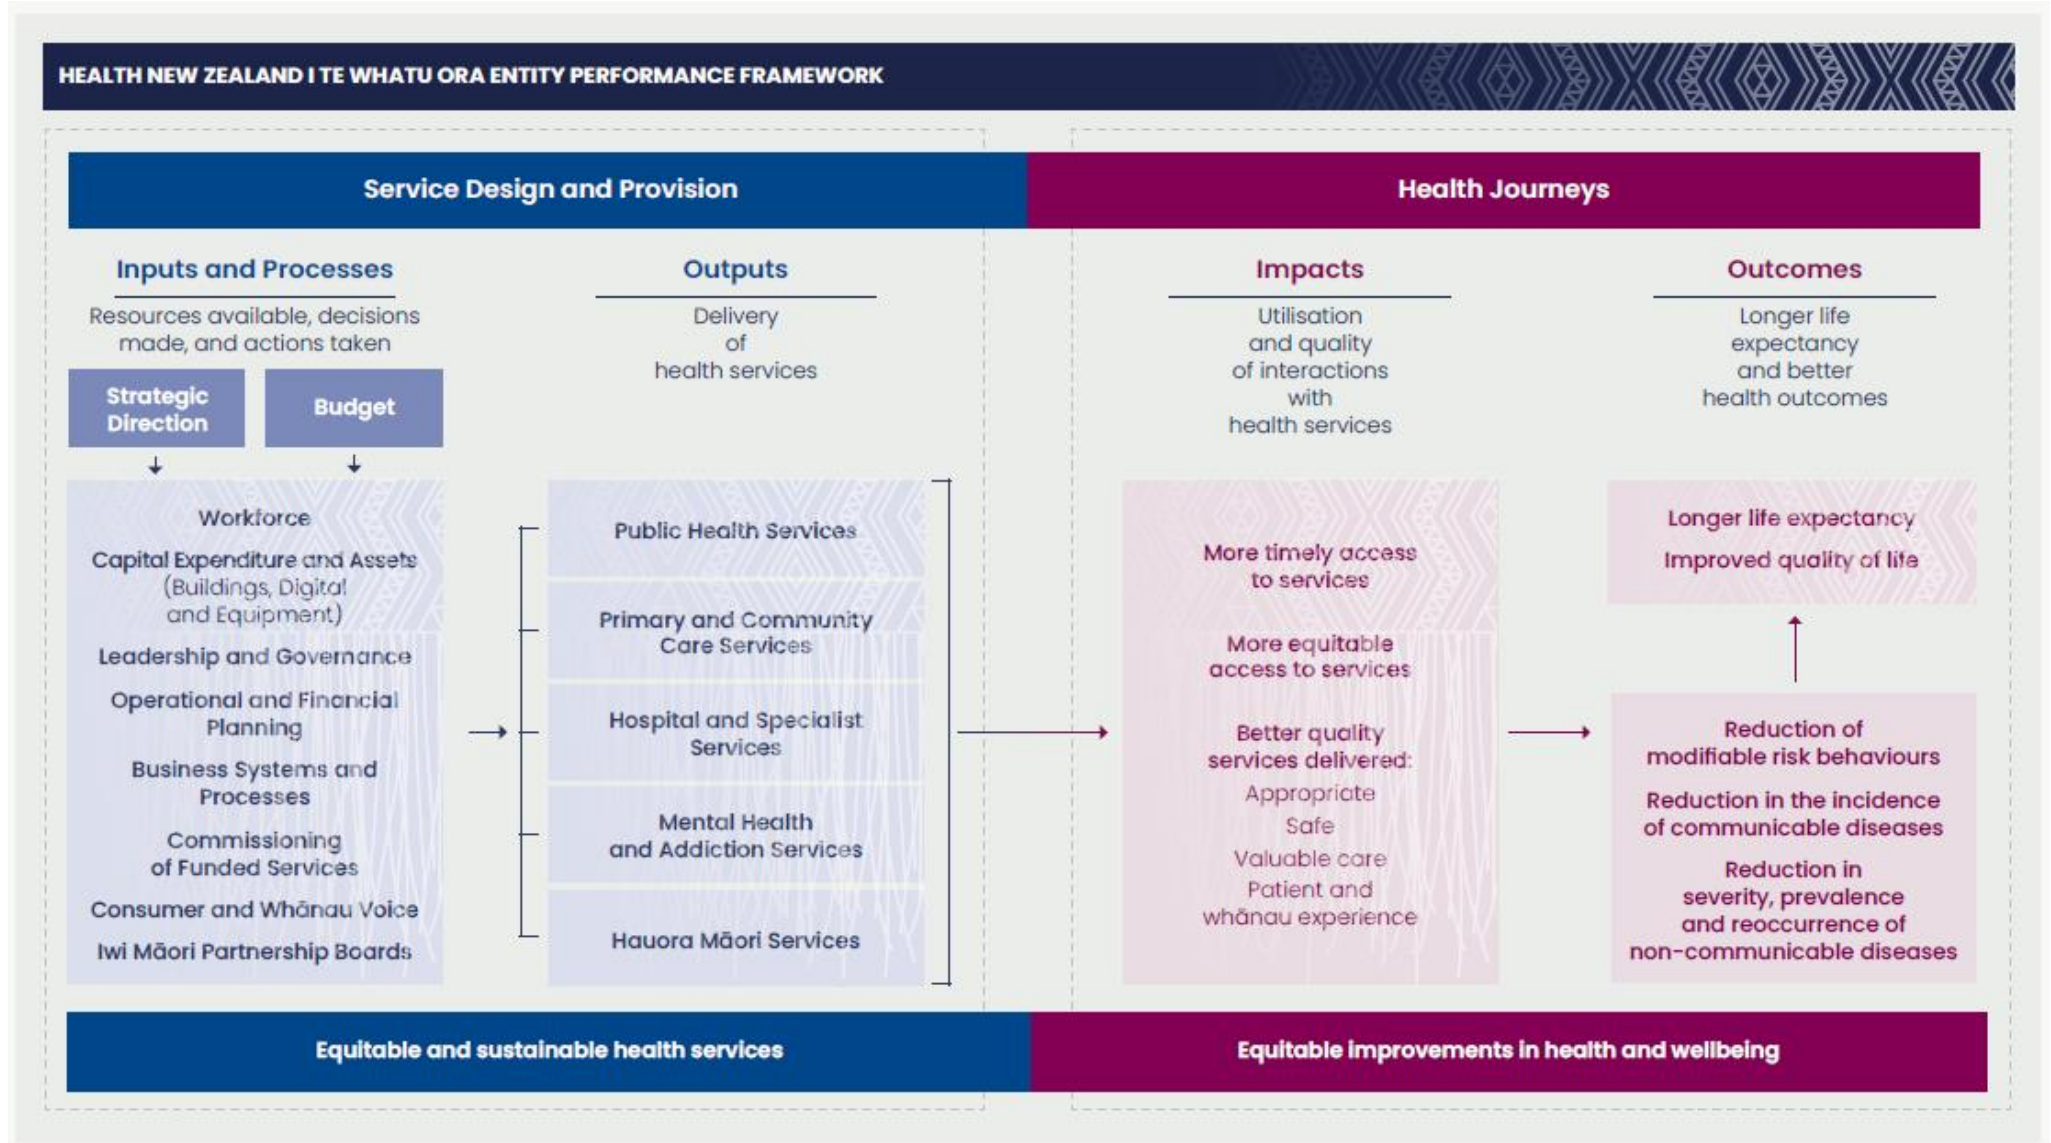 HEALTH NEW ZEALAND I TE WHATU ORA ENTITY PERFORMANCE FRAMEWORK
Service Design and Provision
Health Journeys
Inputs and Processes
Resources available, decisions
made, and actions taken
Strategic
Direction
Budget
Workforce
Capital Expenditure and Assets
(Buildings, Digital
and Equipment)
Leadership and Governance
Operational and Financial
Planning
Business Systems and
Processes
Commissioning
of Funded Services
Consumer and Whānau Voice
Iwi Māori Partnership Boards
Outputs
Delivery
of
health services
Public Health Services
Primary and Community
Care Services
Hospital and Specialist
Services
Mental Health
and Addiction Services
Hauora Māori Services
Impacts
Utilisation
and quality
of interactions
with
health services
More timely access
to services
More equitable
access to services
Better quality
services delivered:
Appropriate
Safe
Valuable care
Patient and
whānau experience
Outcomes
Longer life
expectancy
and better
health outcomes
Longer life expectancy
Improved quality of life
Reduction of
modifiable risk behaviours
Reduction in the incidence
of communicable diseases
Reduction in
severity, prevalence
and reoccurrence of
non-communicable diseases
Equitable and sustainable health services
Equitable improvements in health and wellbeing